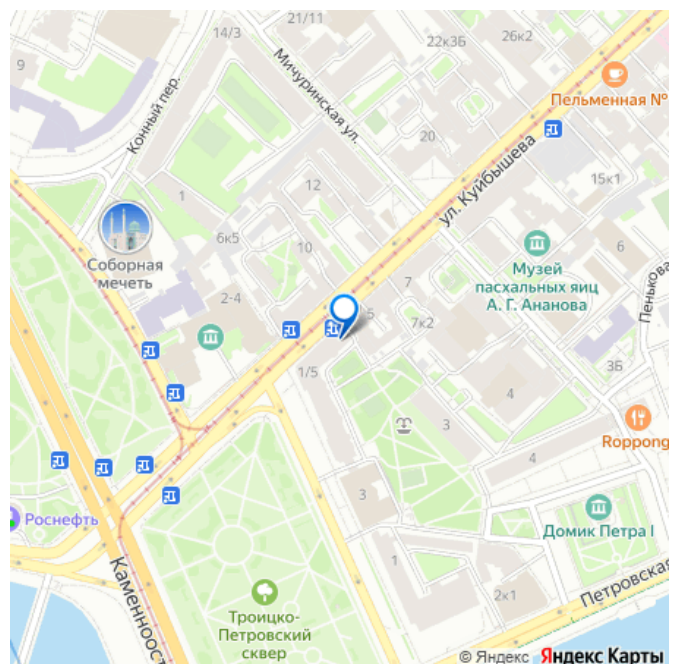 21/11
14/3
22к3Б
26к2
9
Мичуринская ул.
Конный пер.
Пельменная №
20
ул. Куйбышева
15к1
1
12
6к5
10
Соборная
мечеть
2-4
Музей
пасхальных яиц
А. Г. Ананова
6
Пенькова
7
5
7к2
1/5
3Б
4
3
4
Roppong
3
Роснефть
Домик Петра I
1
2к1
Петровская
Каменноост
Троицко-
Петровский
сквер
© Яндекс Яндекс Карты